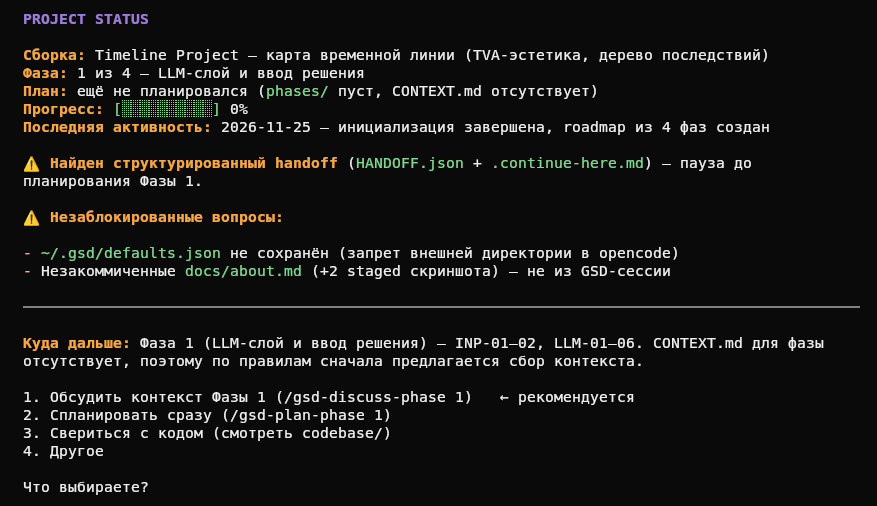 PROJECT STATUS
Сборка: Timeline Project — карта временной линии (TVA-эстетика, дерево последствий)
Фаза: 1 из 4 — LLM-слой и ввод решения
План: ещё не планировался (phases/ пуст, CONTEXT.md отсутствует)
Прогресс: [░░░░░░░░░░] 0%
Последняя активность: 2026-11-25 — инициализация завершена, roadmap из 4 фаз создан
⚠️ Найден структурированный handoff (HANDOFF.json + .continue-here.md) — пауза до
планирования Фазы 1.
⚠️ Незаблокированные вопросы:
- ~/.gsd/defaults.json не сохранён (запрет внешней директории в opencode)
- Незакоммиченные docs/about.md (+2 staged скриншота) — не из GSD-сессии
Куда дальше: Фаза 1 (LLM-слой и ввод решения) — INP-01–02, LLM-01–06. CONTEXT.md для фазы
отсутствует, поэтому по правилам сначала предлагается сбор контекста.
1. Обсудить контекст Фазы 1 (/gsd-discuss-phase 1)   ← рекомендуется
2. Спланировать сразу (/gsd-plan-phase 1)
3. Свериться с кодом (смотреть codebase/)
4. Другое
Что выбираете?